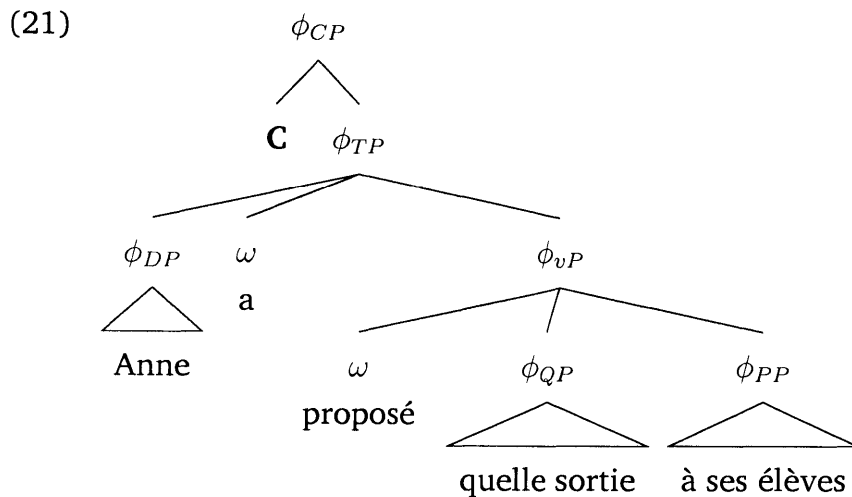 (21)
ϕCP
C ϕTP
ϕDP ω ϕvP
a
Anne ω ϕQP ϕPP
proposé
quelle sortie à ses élèves